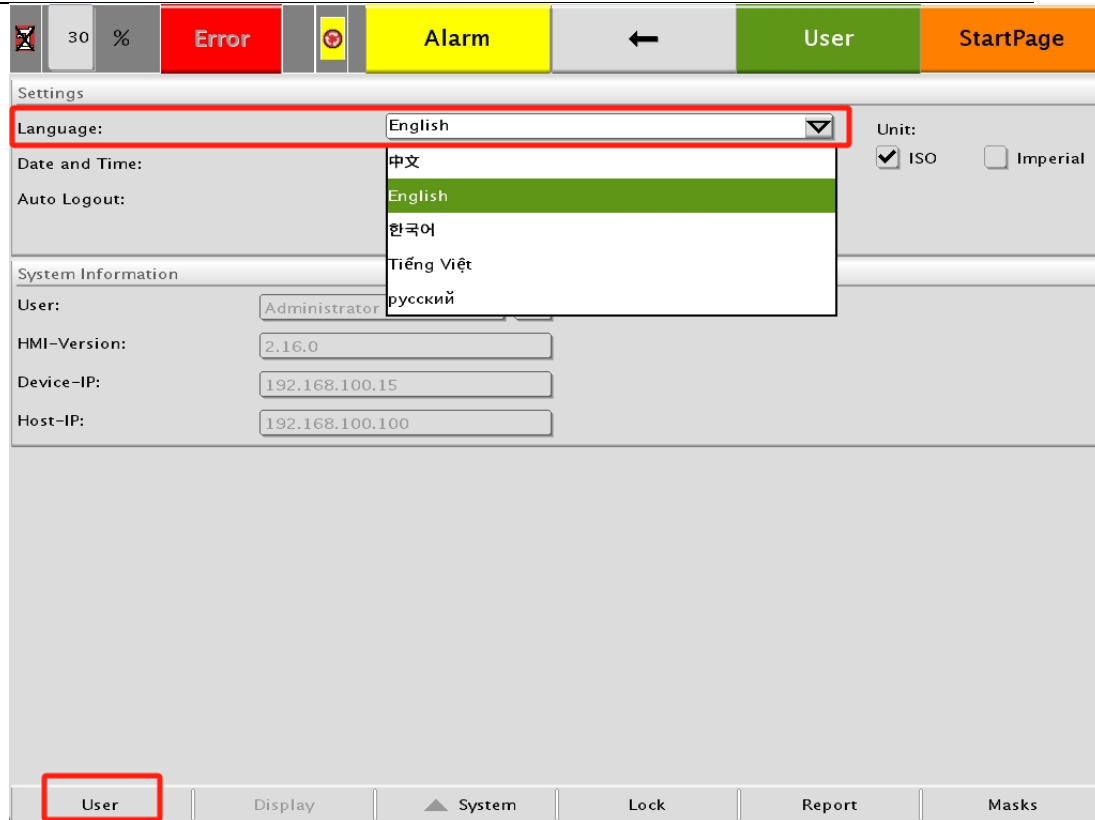 30 % Error Alarm User StartPage
Settings
Language: English Unit:
Date and Time: 中文 ISO Imperial
Auto Logout: English
한국어
System Information Tiếng Việt
User: Administrator русский
HMI-Version: 2.16.0
Device-IP: 192.168.100.15
Host-IP: 192.168.100.100
User Display System Lock Report Masks